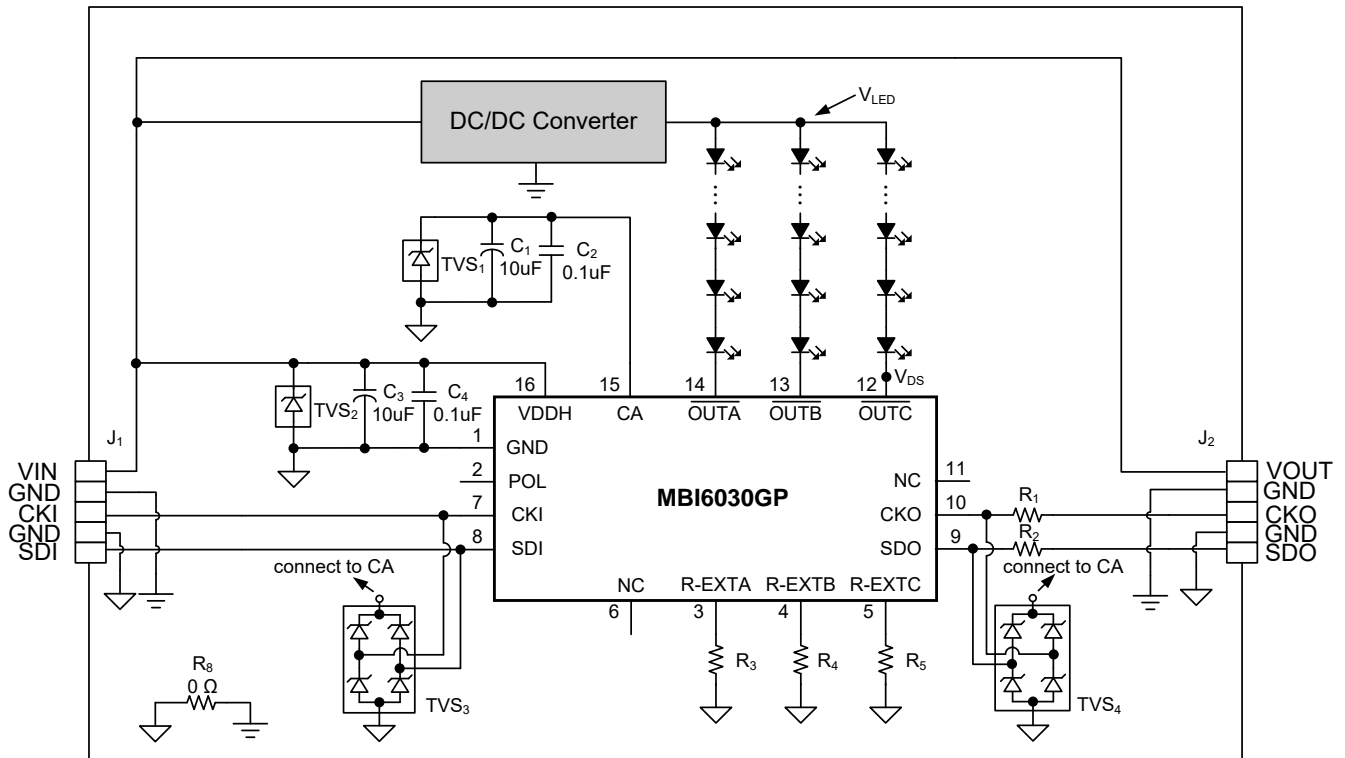 DC/DC Converter
V_LED
C₁
10uF
C₂
0.1uF
TVS₁
16
15
14
13
12
V_DS
C₃
10uF
C₄
0.1uF
TVS₂
VDDH
CA
OUTA
OUTB
OUTC
J₁
J₂
1
GND
2
POL
7
CKI
8
SDI
MBI6030GP
NC
11
CKO
10
SDO
9
R₁
R₂
VIN
GND
CKI
GND
SDI
VOUT
GND
CKO
GND
SDO
connect to CA
connect to CA
NC
R-EXTA
R-EXTB
R-EXTC
6
3
4
5
R₃
R₄
R₅
R₈
0 Ω
TVS₃
TVS₄